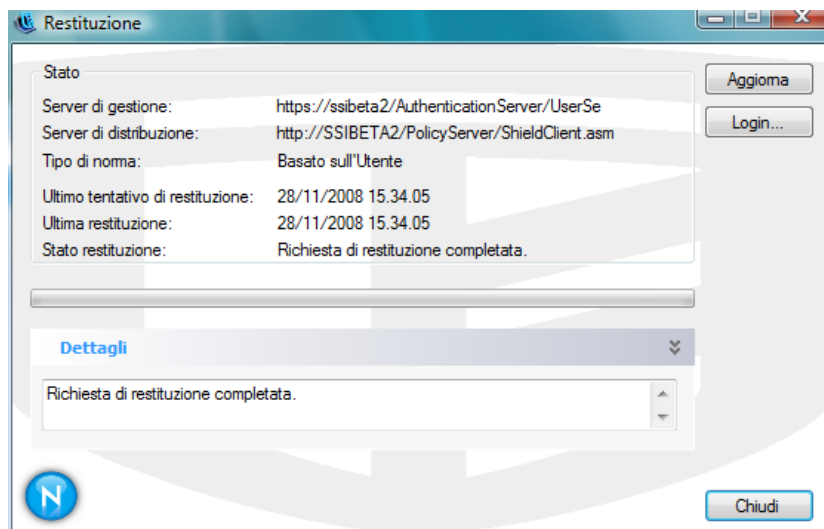 Restituzione
Stato
Aggiorna
Server di gestione: https://ssibeta2/AuthenticationServer/UserSe
Login...
Server di distribuzione: http://SSIBETA2/PolicyServer/ShieldClient.asm
Tipo di norma: Basato sull'Utente
Ultimo tentativo di restituzione: 28/11/2008 15.34.05
Ultima restituzione: 28/11/2008 15.34.05
Stato restituzione: Richiesta di restituzione completata.
Dettagli
Richiesta di restituzione completata.
N
Chiudi